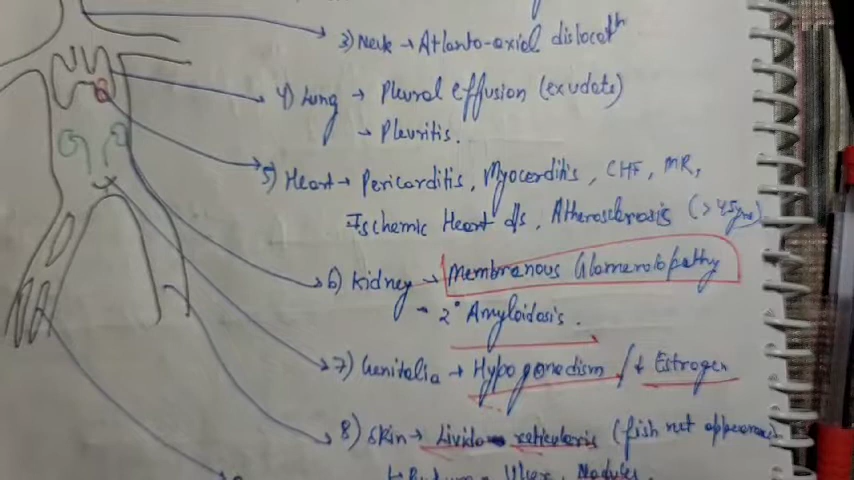 3) Neck → Atlanto-axial dislocatn
4) Lung → Pleural effusion (exudate)
→ Pleuritis.
5) Heart → Pericarditis, Myocarditis, CHF, MR,
Ischemic Heart d/s, Atherosclerosis (>45yrs)
6) Kidney → Membranous Glomerolopathy
→ 2° Amyloidosis.
7) Genitalia → Hypogonadism / ↓ Estrogen
8) Skin → Livido reticularis (fish net appearance
Ulcer, Nodules.